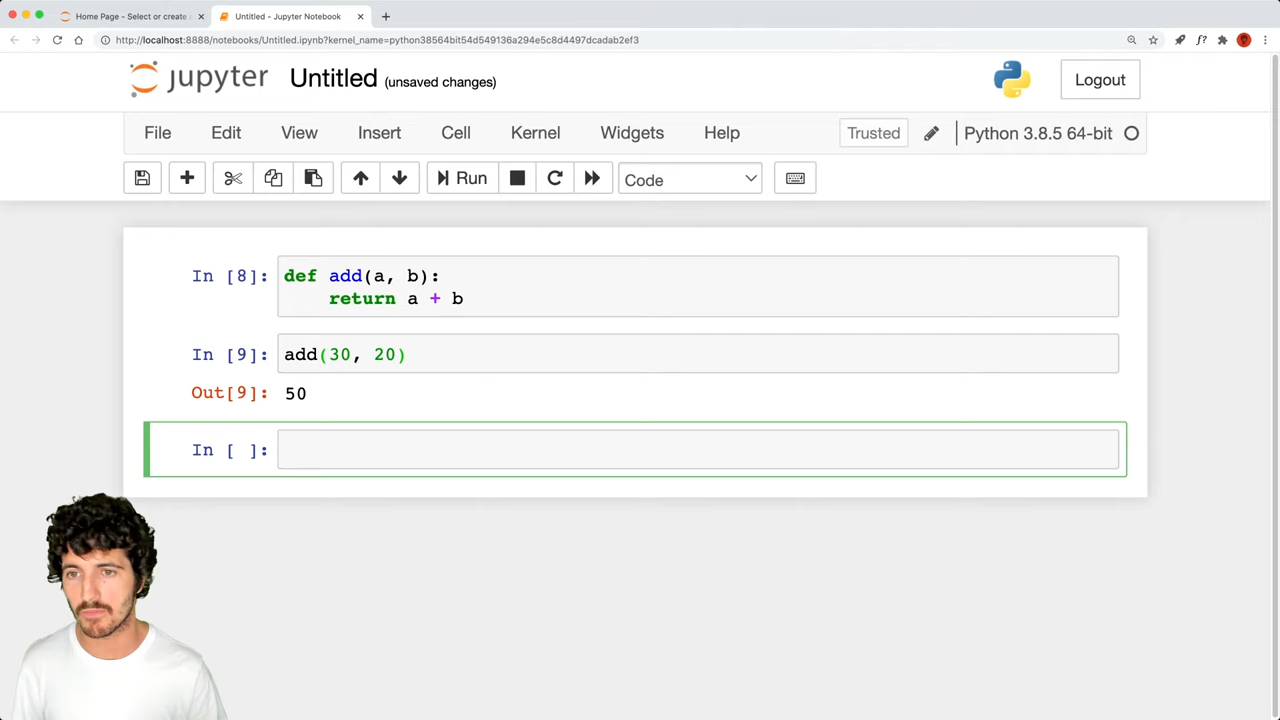 Home Page - Select or create
Untitled - Jupyter Notebook
http://localhost:8888/notebooks/Untitled.ipynb?kernel_name=python38564bit54d549136a294e5c8d4497dcadab2ef3
jupyter Untitled (unsaved changes)
Logout
File Edit View Insert Cell Kernel Widgets Help Trusted Python 3.8.5 64-bit
Run Code
In [8]: def add(a, b):
return a + b
In [9]: add(30, 20)
Out[9]: 50
In [ ]: